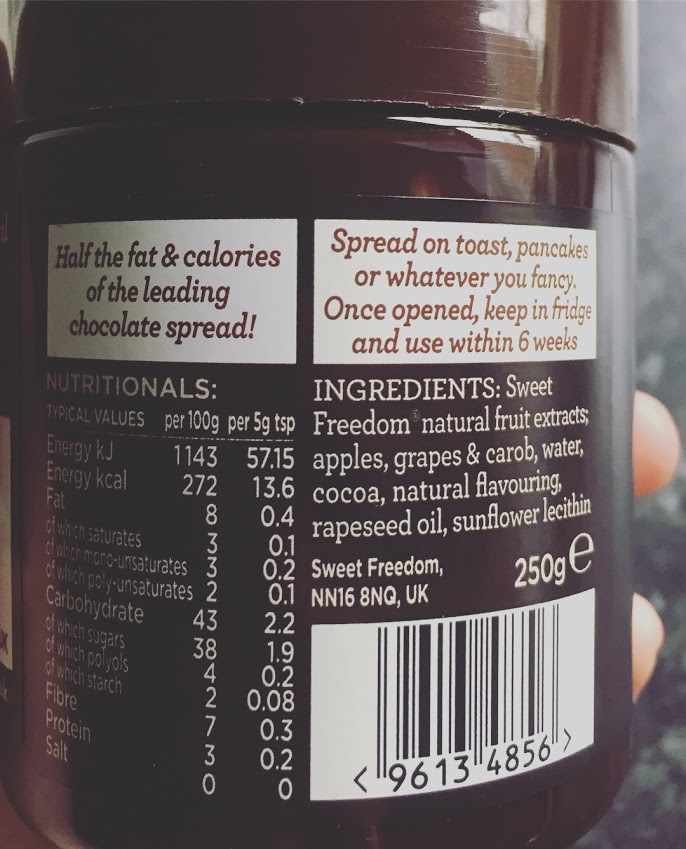 Half the fat & calories
of the leading
chocolate spread!
Spread on toast, pancakes
or whatever you fancy.
Once opened, keep in fridge
and use within 6 weeks
NUTRITIONALS:
TYPICAL VALUES per 100g per 5g tsp
Energy kJ 1143 57.15
Energy kcal 272 13.6
Fat 8 0.4
of which saturates 3 0.1
of which mono-unsaturates 3 0.2
of which poly-unsaturates 2 0.1
Carbohydrate 43 2.2
of which sugars 38 1.9
of which polyols 4 0.2
of which starch 2 0.08
Fibre 7 0.3
Protein 3 0.2
Salt 0 0
INGREDIENTS: Sweet
Freedom® natural fruit extracts;
apples, grapes & carob, water,
cocoa, natural flavouring,
rapeseed oil, sunflower lecithin
Sweet Freedom,
NN16 8NQ, UK
250g e
< 9613 4856 >